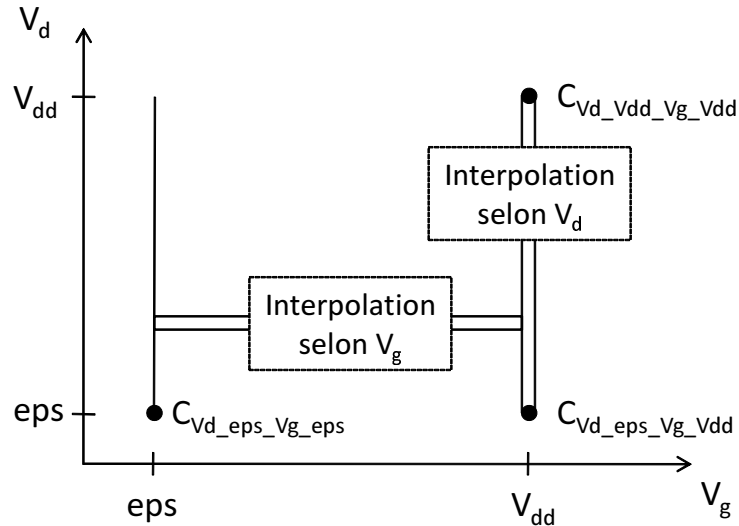 V_d
V_dd
C_Vd_Vdd_Vg_Vdd
Interpolation
selon V_d
Interpolation
selon V_g
eps
C_Vd_eps_Vg_eps
C_Vd_eps_Vg_Vdd
eps
V_dd
V_g